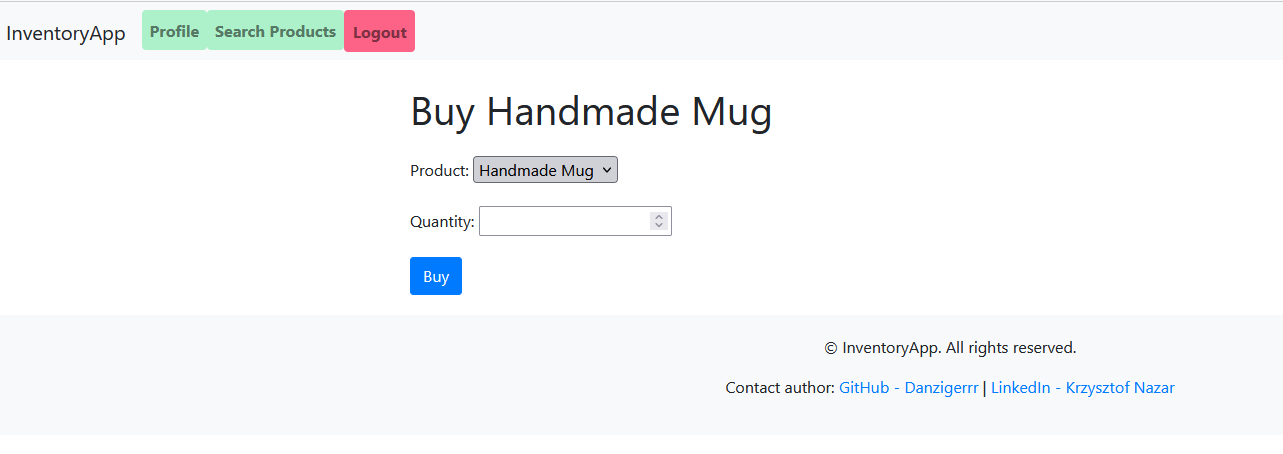 InventoryApp Profile Search Products Logout
Buy Handmade Mug
Product: Handmade Mug
Quantity:
Buy
© InventoryApp. All rights reserved.
Contact author: GitHub - Danzigerrr | LinkedIn - Krzysztof Nazar